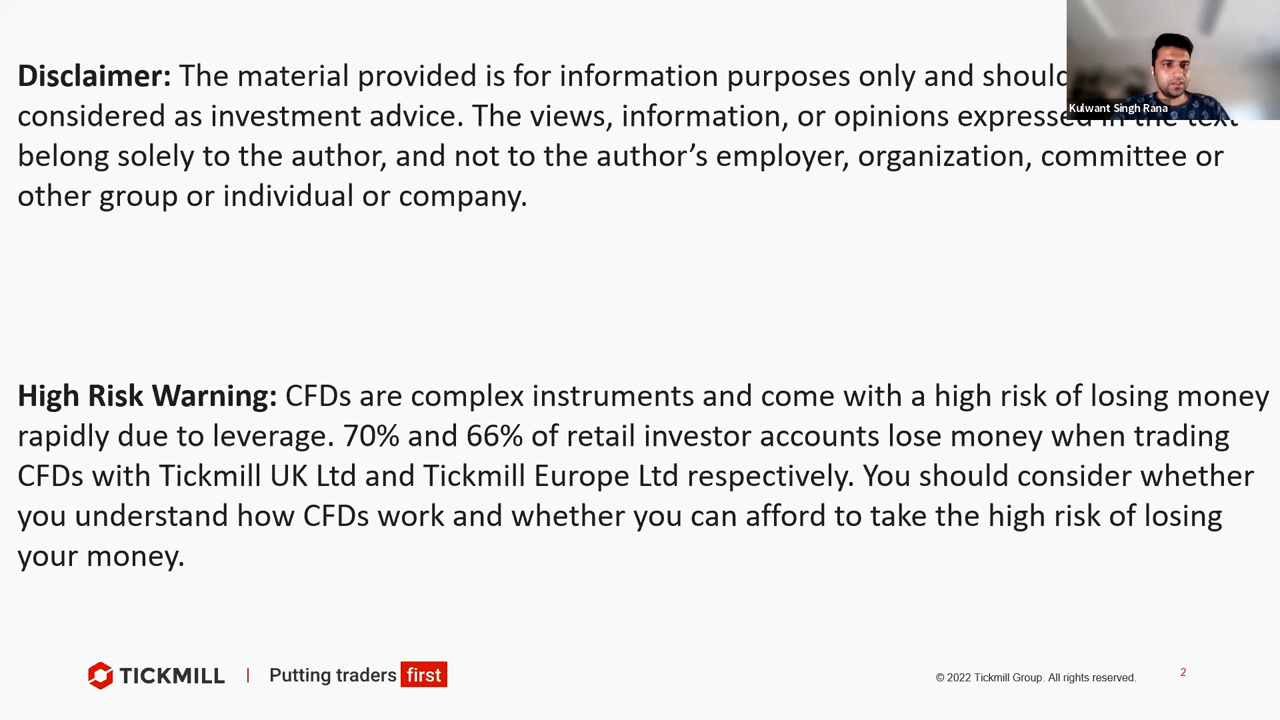 Disclaimer: The material provided is for information purposes only and should
considered as investment advice. The views, information, or opinions expressed in the text
belong solely to the author, and not to the author’s employer, organization, committee or
other group or individual or company.
Kulwant Singh Rana
High Risk Warning: CFDs are complex instruments and come with a high risk of losing money
rapidly due to leverage. 70% and 66% of retail investor accounts lose money when trading
CFDs with Tickmill UK Ltd and Tickmill Europe Ltd respectively. You should consider whether
you understand how CFDs work and whether you can afford to take the high risk of losing
your money.
TICKMILL | Putting traders first
© 2022 Tickmill Group. All rights reserved.
2